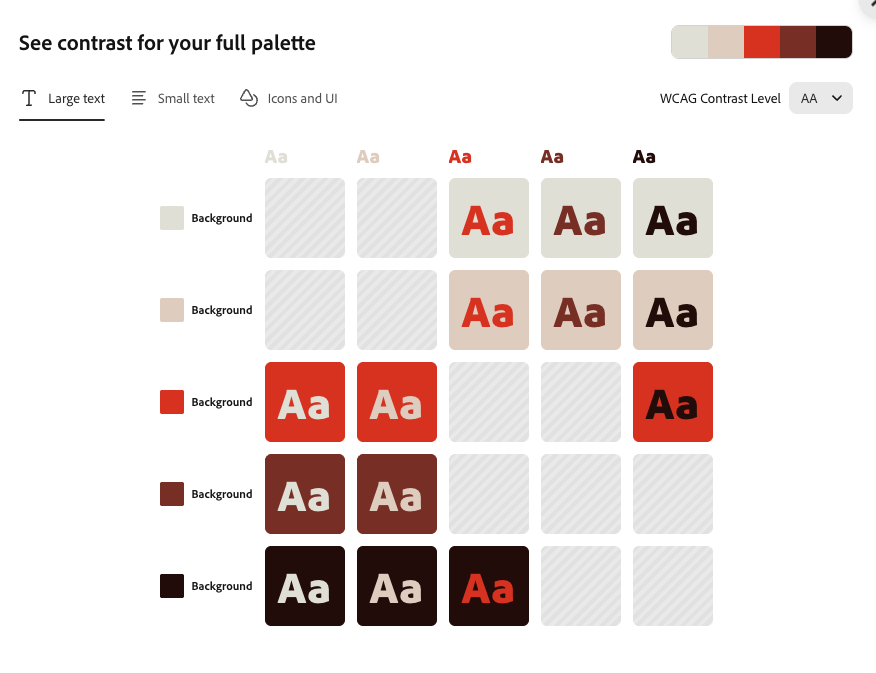 See contrast for your full palette
Large text
Small text
Icons and UI
WCAG Contrast Level
AA
Aa Aa Aa Aa Aa
Background Aa Aa Aa
Background Aa Aa Aa
Background Aa Aa Aa
Background Aa Aa
Background Aa Aa Aa